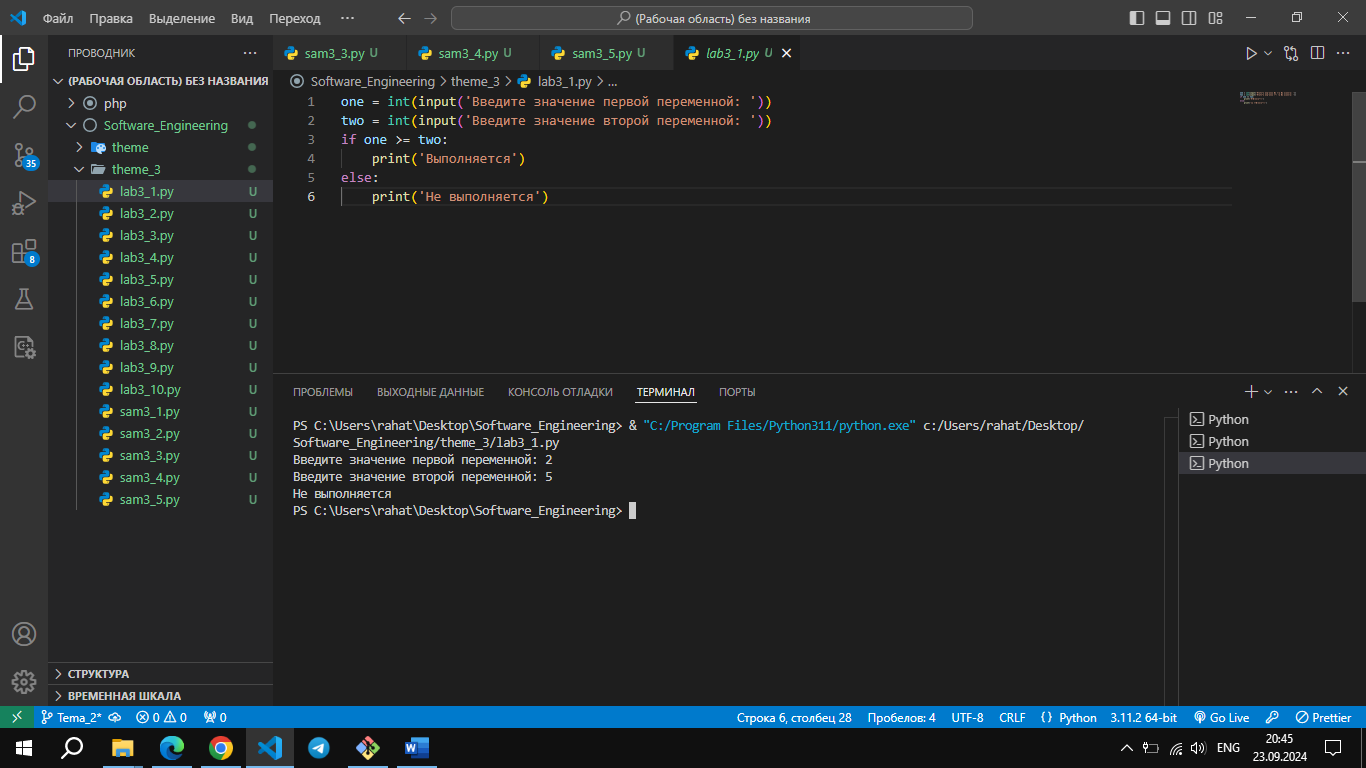 Файл Правка Выделение Вид Переход ··· (Рабочая область) без названия
ПРОВОДНИК ···
(РАБОЧАЯ ОБЛАСТЬ) БЕЗ НАЗВАНИЯ
php
Software_Engineering
theme
theme_3
lab3_1.py U
lab3_2.py U
lab3_3.py U
lab3_4.py U
lab3_5.py U
lab3_6.py U
lab3_7.py U
lab3_8.py U
lab3_9.py U
lab3_10.py U
sam3_1.py U
sam3_2.py U
sam3_3.py U
sam3_4.py U
sam3_5.py U
СТРУКТУРА
ВРЕМЕННАЯ ШКАЛА
35
8
sam3_3.py U sam3_4.py U sam3_5.py U lab3_1.py U
Software_Engineering > theme_3 > lab3_1.py > ...
1 one = int(input('Введите значение первой переменной: '))
2 two = int(input('Введите значение второй переменной: '))
3 if one >= two:
4 print('Выполняется')
5 else:
6 print('Не выполняется')
ПРОБЛЕМЫ ВЫХОДНЫЕ ДАННЫЕ КОНСОЛЬ ОТЛАДКИ ТЕРМИНАЛ ПОРТЫ
PS C:\Users\rahat\Desktop\Software_Engineering> & "C:/Program Files/Python311/python.exe" c:/Users/rahat/Desktop/
Software_Engineering/theme_3/lab3_1.py
Введите значение первой переменной: 2
Введите значение второй переменной: 5
Не выполняется
PS C:\Users\rahat\Desktop\Software_Engineering>
Python
Python
Python
Tema_2* 0 0 0 Строка 6, столбец 28 Пробелов: 4 UTF-8 CRLF {} Python 3.11.2 64-bit Go Live Prettier
ENG 20:45
23.09.2024